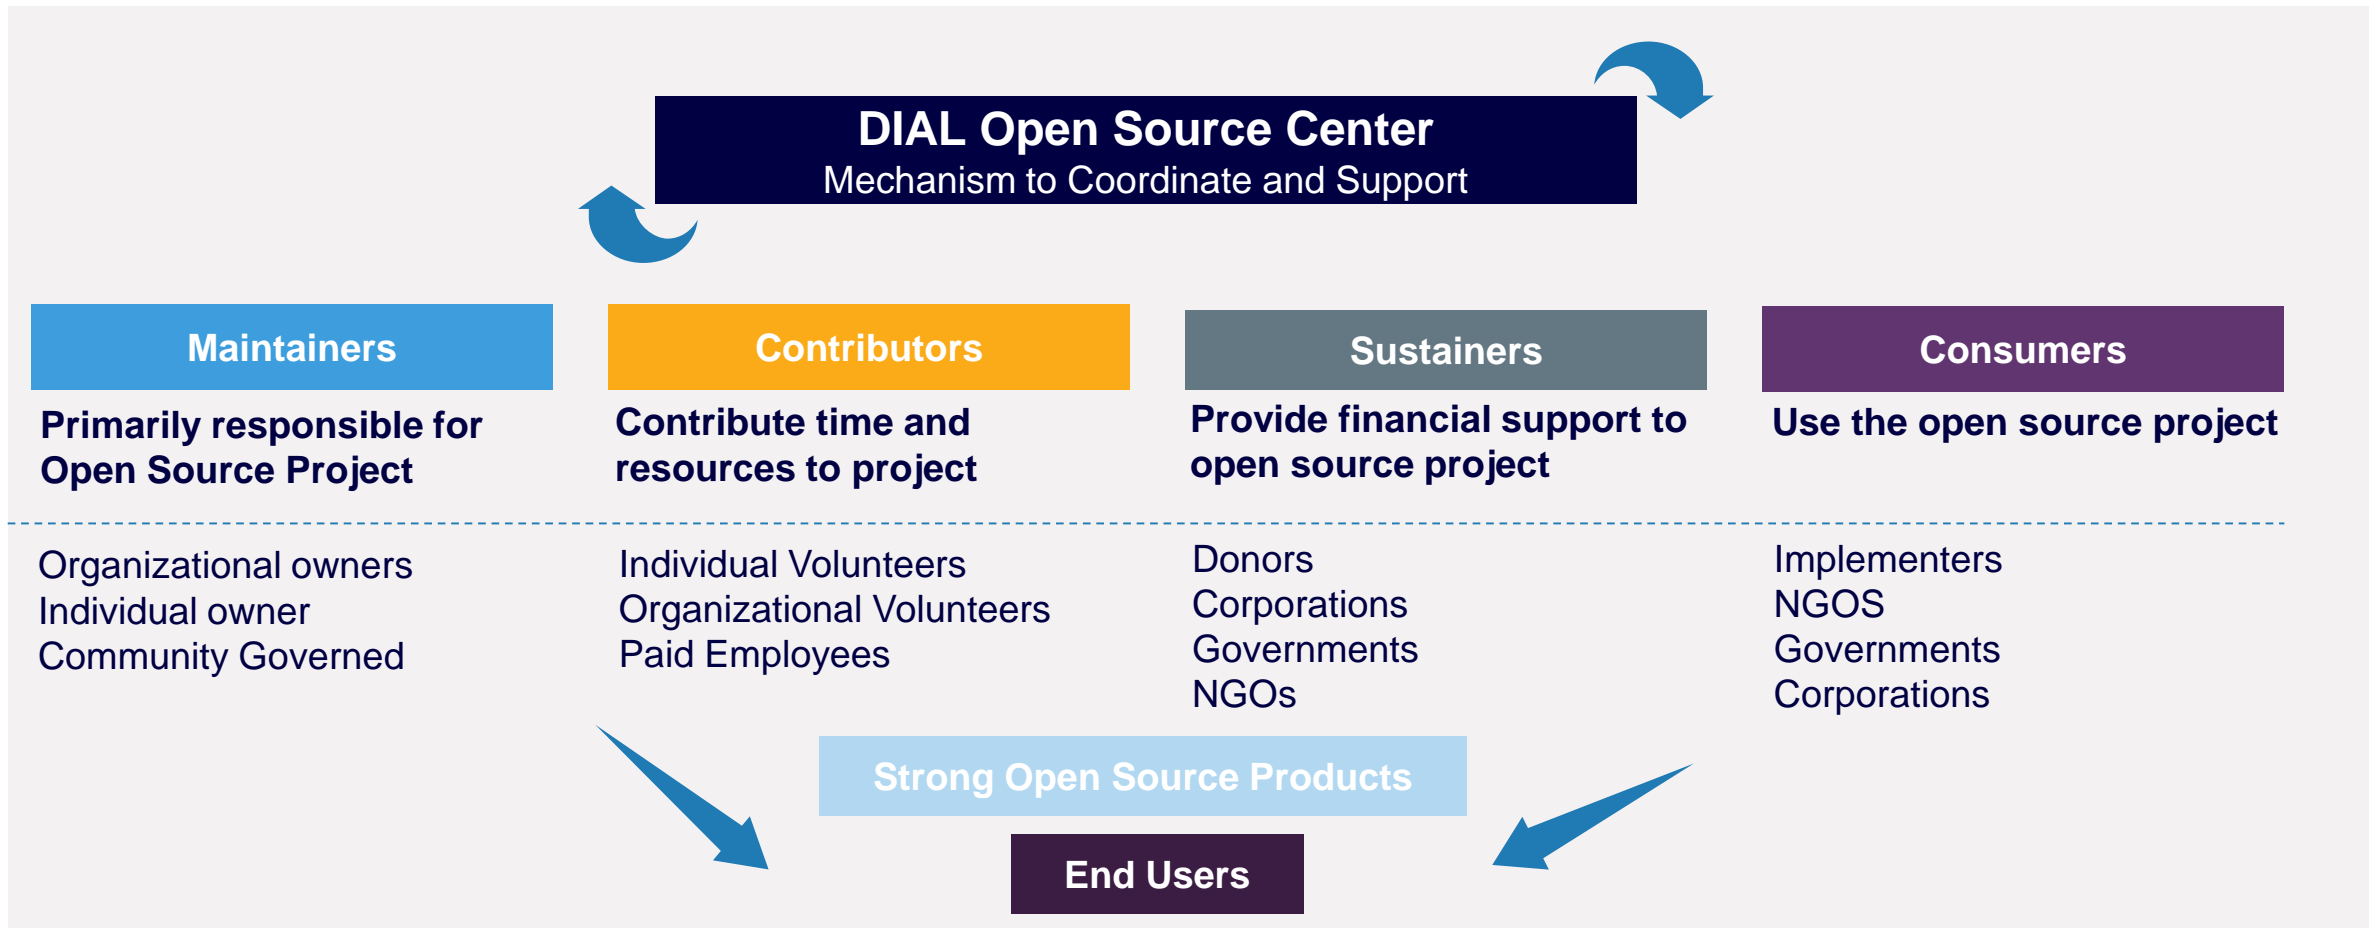 DIAL Open Source Center
Mechanism to Coordinate and Support
Maintainers
Primarily responsible for
Open Source Project
Organizational owners
Individual owner
Community Governed
Contributors
Contribute time and
resources to project
Individual Volunteers
Organizational Volunteers
Paid Employees
Sustainers
Provide financial support to
open source project
Donors
Corporations
Governments
NGOs
Consumers
Use the open source project
Implementers
NGOS
Governments
Corporations
Strong Open Source Products
End Users